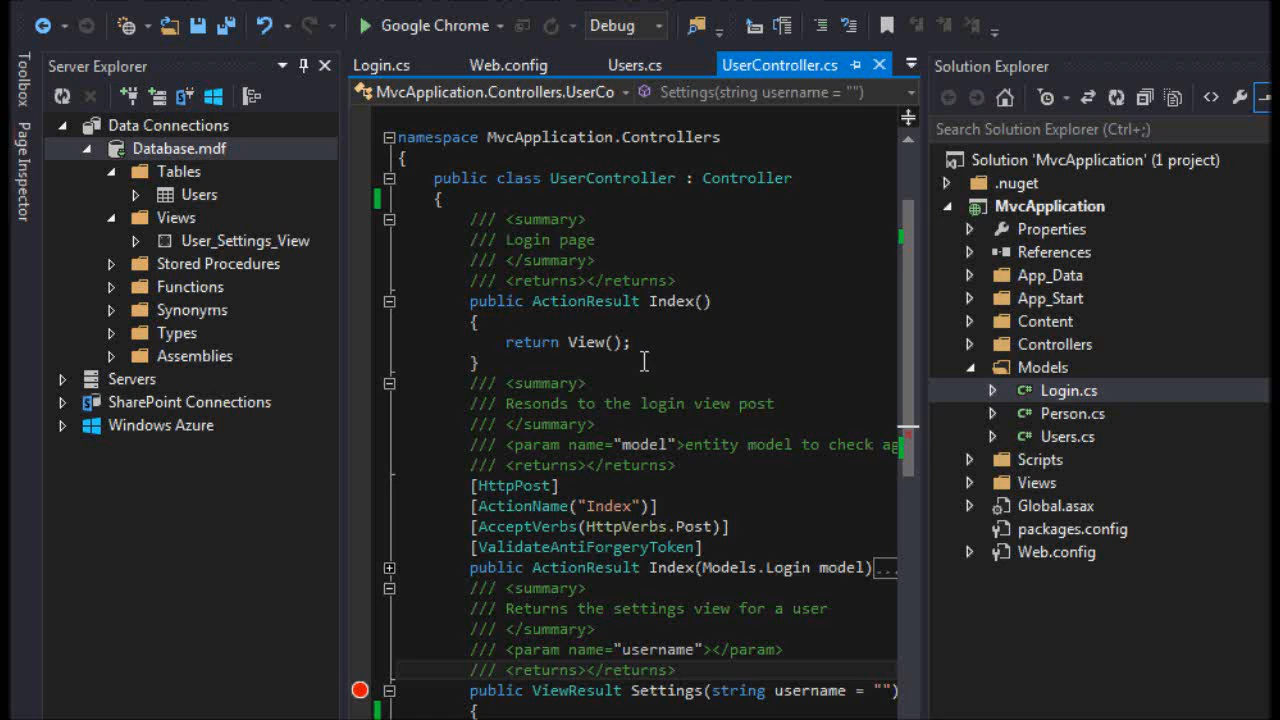 Google Chrome
Debug
Toolbox
Page Inspector
Server Explorer
Data Connections
Database.mdf
Tables
Users
Views
User_Settings_View
Stored Procedures
Functions
Synonyms
Types
Assemblies
Servers
SharePoint Connections
Windows Azure
Login.cs
Web.config
Users.cs
UserController.cs
MvcApplication.Controllers.UserCo
Settings(string username = "")
namespace MvcApplication.Controllers
{
public class UserController : Controller
{
/// <summary>
/// Login page
/// </summary>
/// <returns></returns>
public ActionResult Index()
{
return View();
}
/// <summary>
/// Resonds to the login view post
/// </summary>
/// <param name="model">entity model to check ag
/// <returns></returns>
[HttpPost]
[ActionName("Index")]
[AcceptVerbs(HttpVerbs.Post)]
[ValidateAntiForgeryToken]
public ActionResult Index(Models.Login model)...
/// <summary>
/// Returns the settings view for a user
/// </summary>
/// <param name="username"></param>
/// <returns></returns>
public ViewResult Settings(string username = "")
{
Solution Explorer
Search Solution Explorer (Ctrl+;)
Solution 'MvcApplication' (1 project)
.nuget
MvcApplication
Properties
References
App_Data
App_Start
Content
Controllers
Models
C# Login.cs
C# Person.cs
C# Users.cs
Scripts
Views
Global.asax
packages.config
Web.config